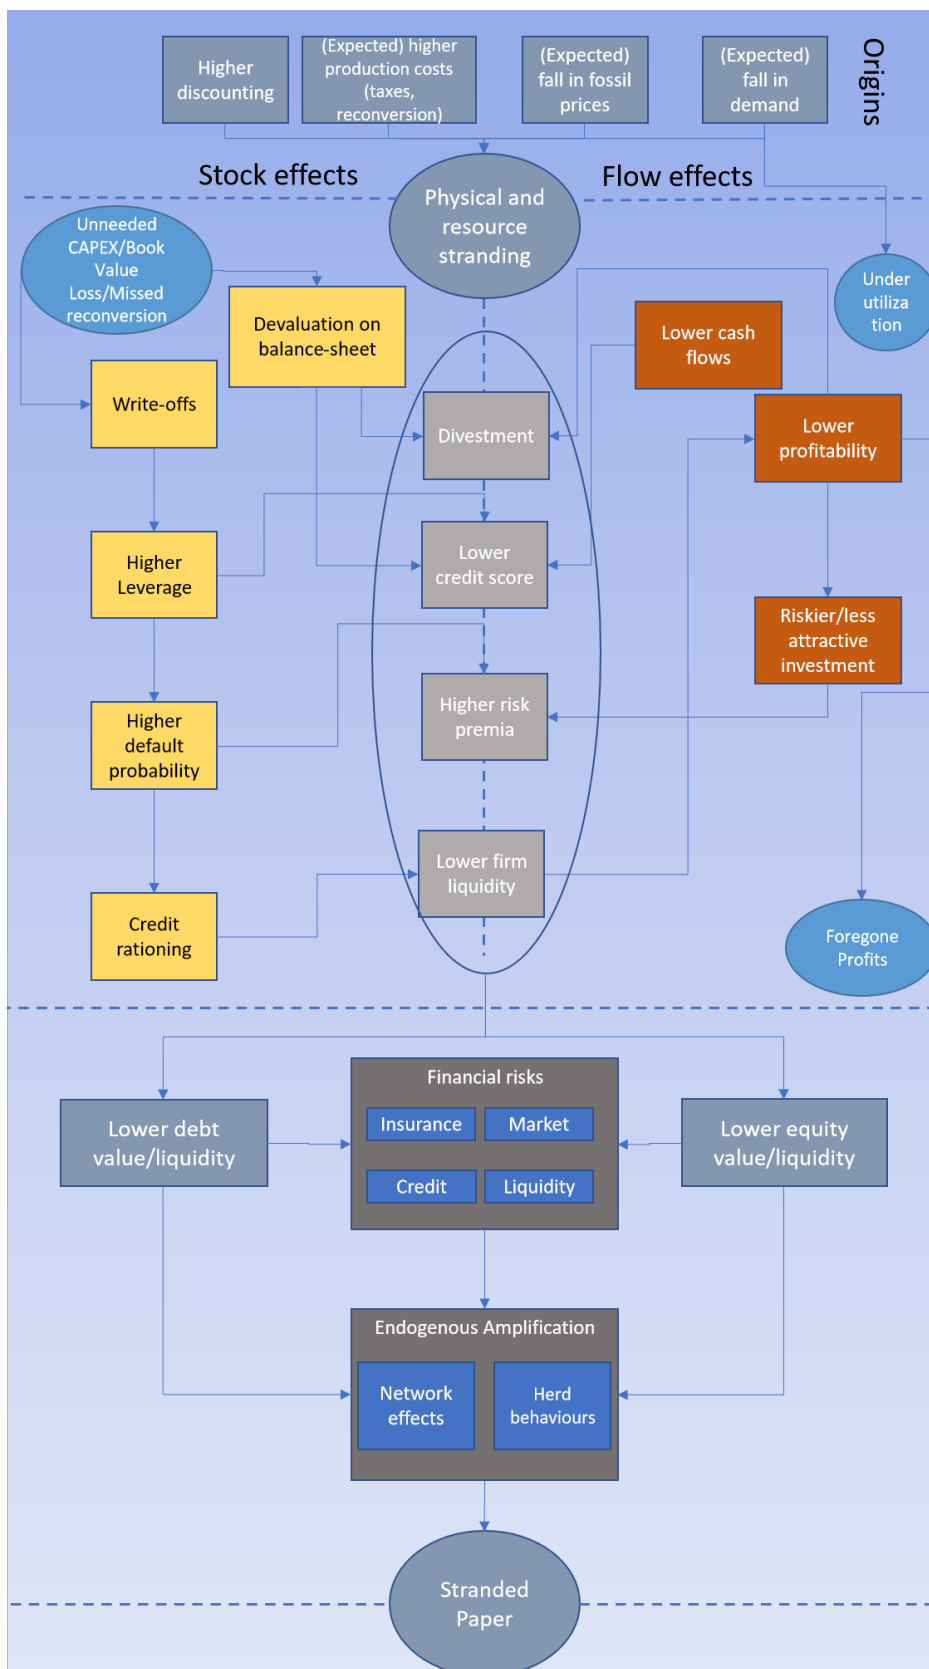 Higher
discounting
(Expected) higher
production costs
(taxes,
reconversion)
(Expected)
fall in fossil
prices
(Expected)
fall in
demand
Origins
Stock effects
Flow effects
Physical and
resource
stranding
Unneeded
CAPEX/Book
Value
Loss/Missed
reconversion
Under
utiliza
tion
Devaluation on
balance-sheet
Lower cash
flows
Write-offs
Divestment
Lower
profitability
Higher
Leverage
Lower
credit score
Riskier/less
attractive
investment
Higher
default
probability
Higher risk
premia
Lower firm
liquidity
Credit
rationing
Foregone
Profits
Financial risks
Insurance
Market
Credit
Liquidity
Lower debt
value/liquidity
Lower equity
value/liquidity
Endogenous Amplification
Network
effects
Herd
behaviours
Stranded
Paper